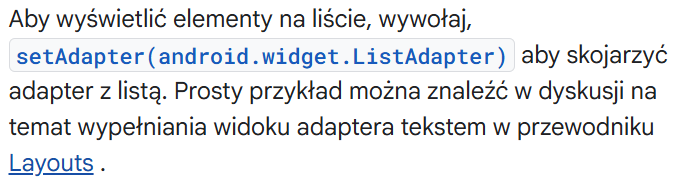 Aby wyświetlić elementy na liście, wywołaj,
setAdapter(android.widget.ListAdapter) aby skojarzyć
adapter z listą. Prosty przykład można znaleźć w dyskusji na
temat wypełniania widoku adaptera tekstem w przewodniku
Layouts .